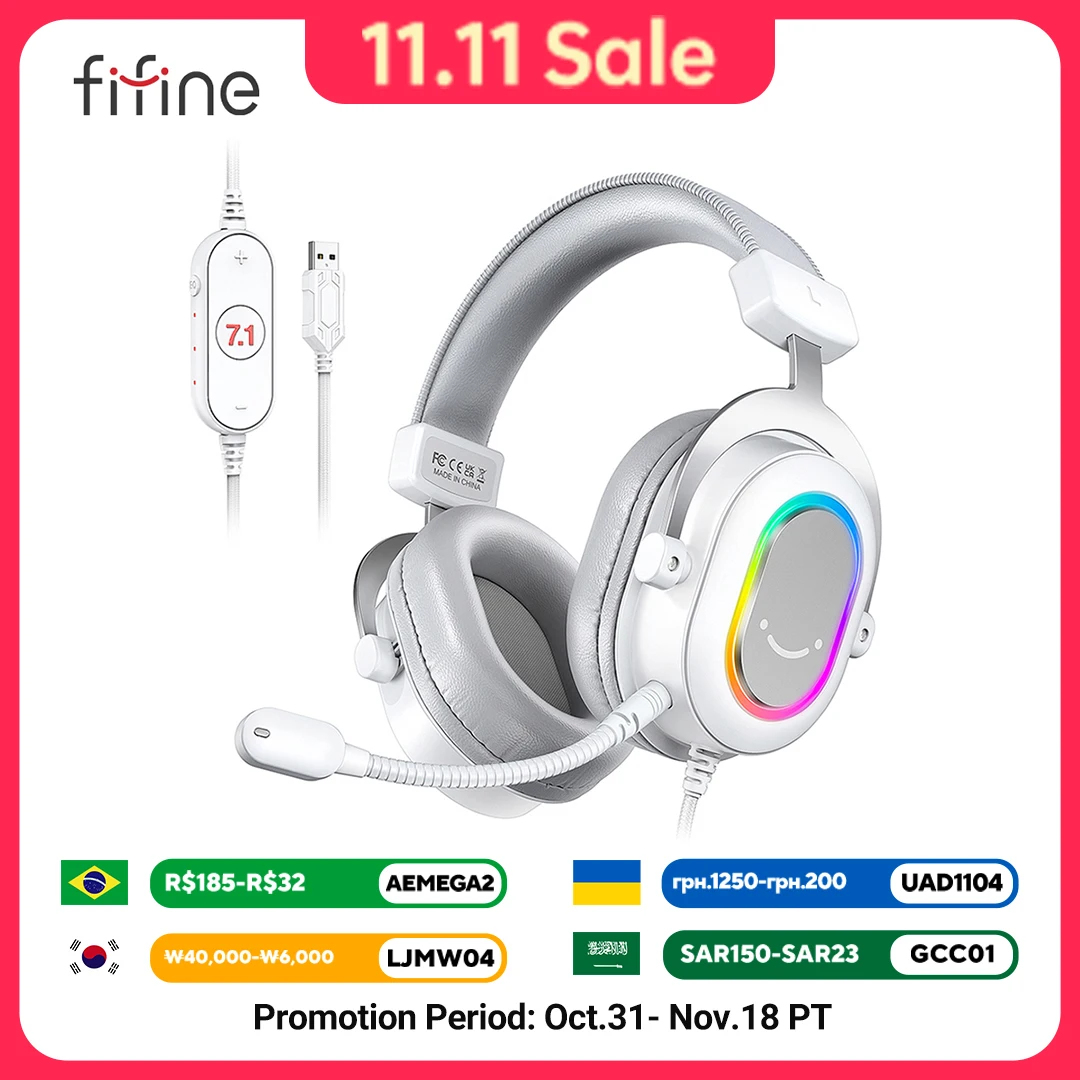 11.11 Sale
fifine
+
EQ
7.1
-
L
FC CE UK CA
MADE IN CHINA
R$185-R$32 AEMEGA2
грн.1250-грн.200 UAD1104
₩40,000-₩6,000 LJMW04
SAR150-SAR23 GCC01
Promotion Period: Oct.31- Nov.18 PT